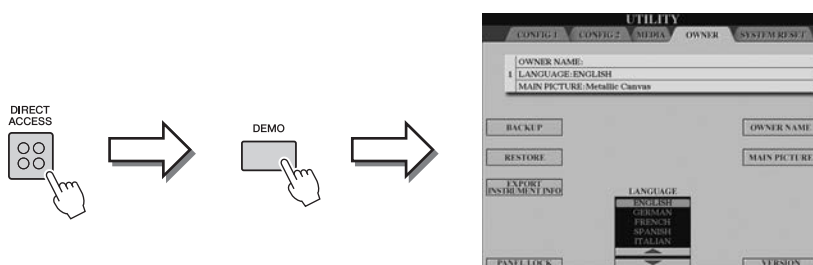 DIRECT
ACCESS
DEMO
UTILITY
CONFIG 1
CONFIG 2
MEDIA
OWNER
SYSTEM RESET
OWNER NAME:
1
LANGUAGE:ENGLISH
MAIN PICTURE:Metallic Canvas
BACKUP
OWNER NAME
RESTORE
MAIN PICTURE
EXPORT
INSTRUMENT INFO
LANGUAGE
ENGLISH
GERMAN
FRENCH
SPANISH
ITALIAN
PANEL LOCK
VERSION